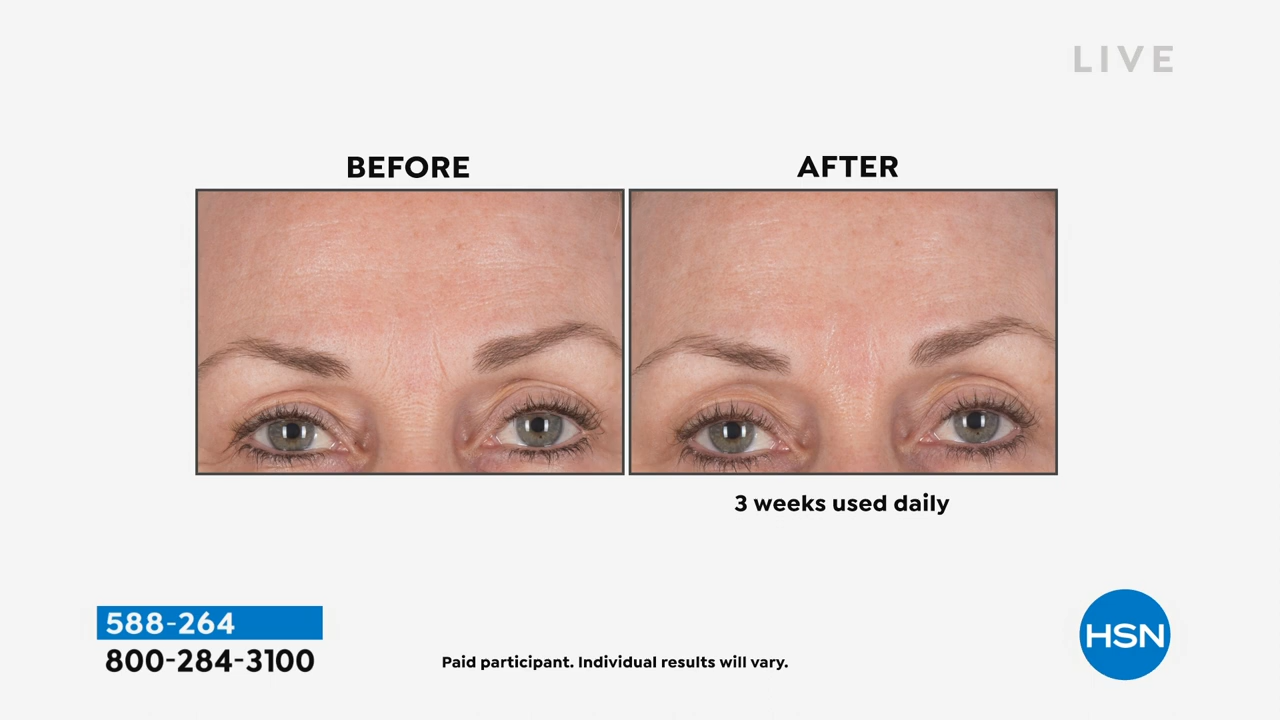 LIVE
BEFORE
AFTER
3 weeks used daily
588-264
800-284-3100
Paid participant. Individual results will vary.
HSN